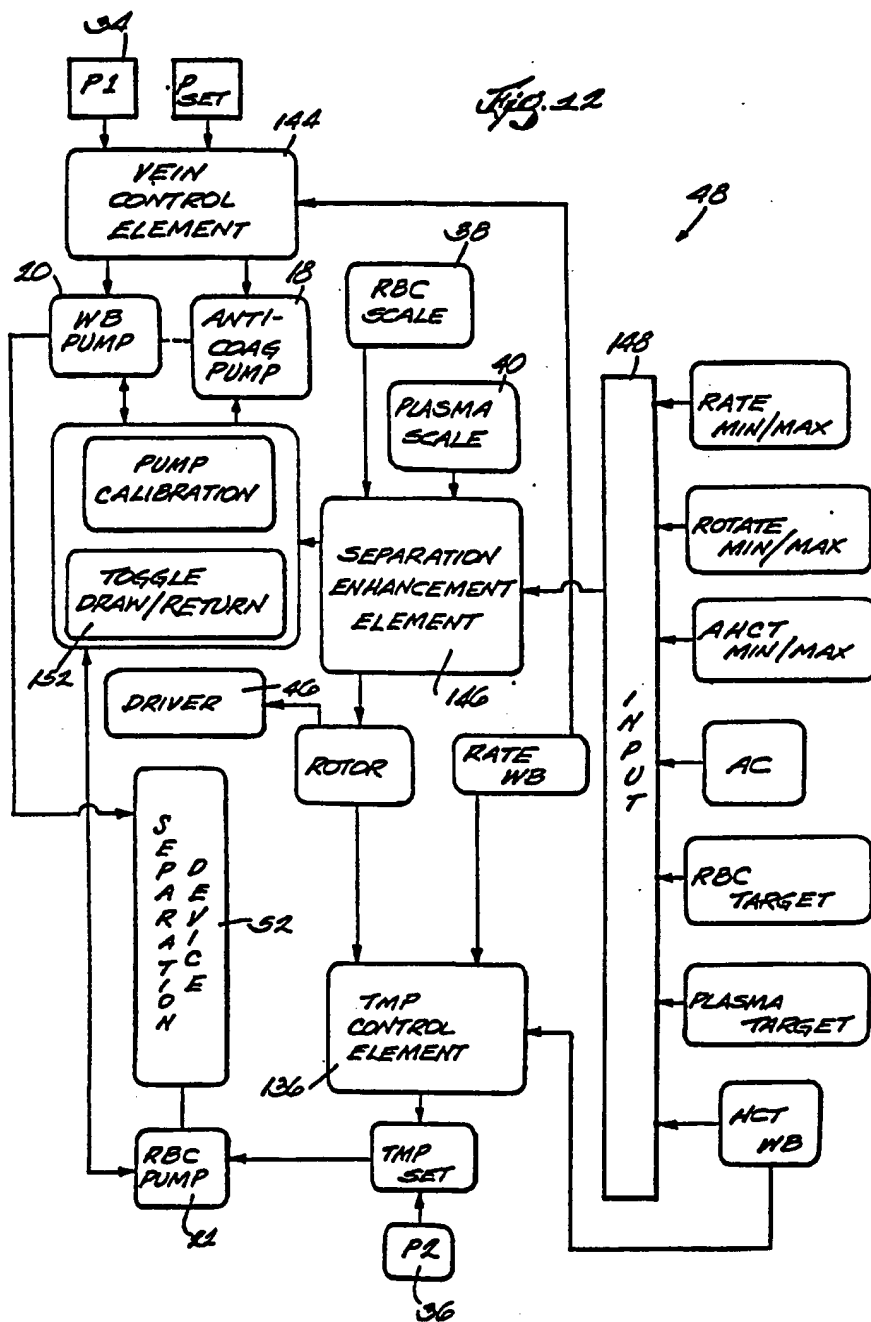 34
P1
P
SET
Fig. 12
144
VEIN
CONTROL
ELEMENT
48
38
RBC
SCALE
20
WB
PUMP
18
ANTI-
COAG
PUMP
40
PLASMA
SCALE
148
RATE
MIN/MAX
PUMP
CALIBRATION
TOGGLE
DRAW/RETURN
152
SEPARATION
ENHANCEMENT
ELEMENT
146
ROTATE
MIN/MAX
AHCT
MIN/MAX
INPUT
DRIVER
46
ROTOR
RATE
WB
AC
SEPARATION
DEVICE
52
RBC
TARGET
TMP
CONTROL
ELEMENT
136
PLASMA
TARGET
HCT
WB
RBC
PUMP
21
TMP
SET
P2
36